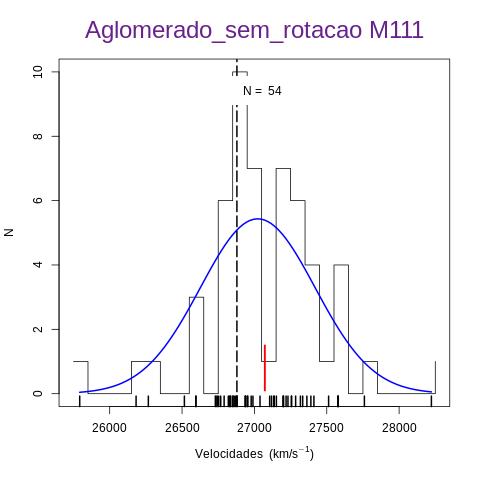 Aglomerado_sem_rotacao M111
N = 54
10
8
6
4
2
0
N
26000 26500 27000 27500 28000
Velocidades (km/s⁻¹)